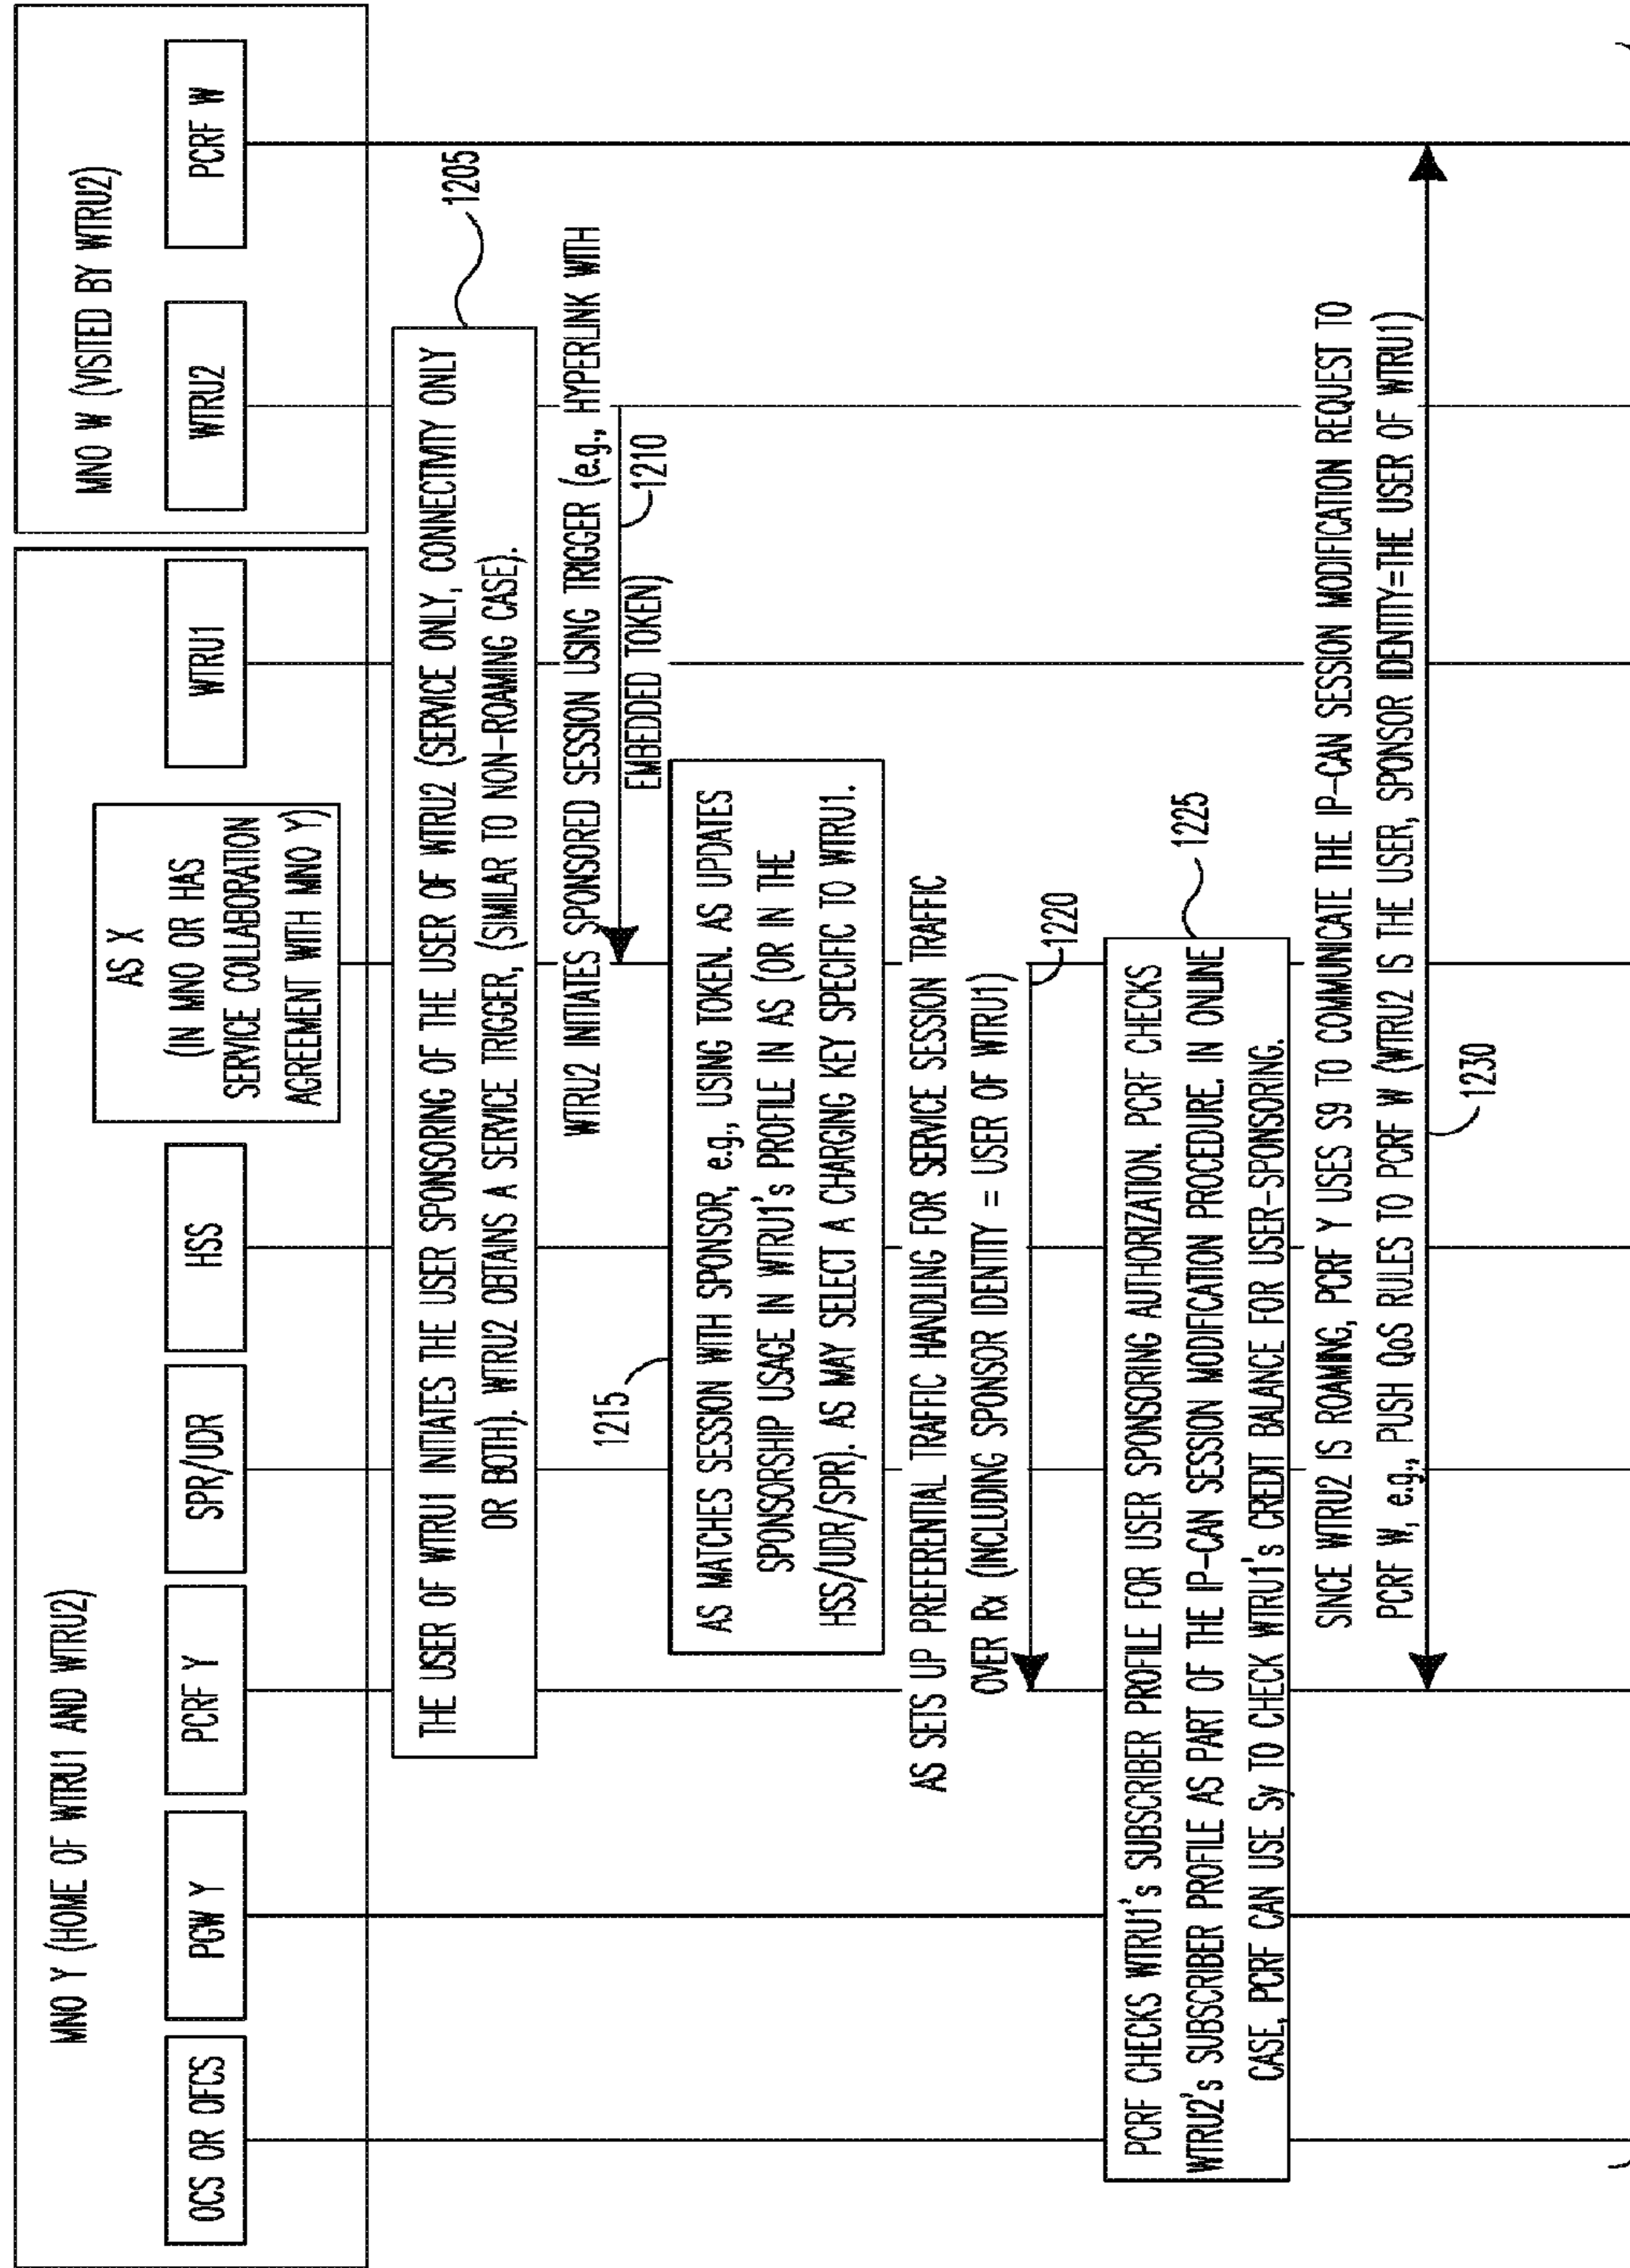 MNO Y (HOME OF WTRU1 AND WTRU2)
MNO W (VISITED BY WTRU2)
OCS OR OFCS
PGW Y
PCRF Y
SPR/UDR
HSS
AS X
(IN MNO OR HAS
SERVICE COLLABORATION
AGREEMENT WITH MNO Y)
WTRU1
WTRU2
PCRF W
THE USER OF WTRU1 INITIATES THE USER SPONSORING OF THE USER OF WTRU2 (SERVICE ONLY, CONNECTIVITY ONLY
OR BOTH). WTRU2 OBTAINS A SERVICE TRIGGER, (SIMILAR TO NON-ROAMING CASE).
1205
WTRU2 INITIATES SPONSORED SESSION USING TRIGGER (e.g., HYPERLINK WITH
EMBEDDED TOKEN)
1210
1215
AS MATCHES SESSION WITH SPONSOR, e.g., USING TOKEN. AS UPDATES
SPONSORSHIP USAGE IN WTRU1's PROFILE IN AS (OR IN THE
HSS/UDR/SPR). AS MAY SELECT A CHARGING KEY SPECIFIC TO WTRU1.
AS SETS UP PREFERENTIAL TRAFFIC HANDLING FOR SERVICE SESSION TRAFFIC
OVER Rx (INCLUDING SPONSOR IDENTITY = USER OF WTRU1)
1220
PCRF CHECKS WTRU1's SUBSCRIBER PROFILE FOR USER SPONSORING AUTHORIZATION. PCRF CHECKS
WTRU2's SUBSCRIBER PROFILE AS PART OF THE IP-CAN SESSION MODIFICATION PROCEDURE. IN ONLINE
CASE, PCRF CAN USE Sy TO CHECK WTRU1's CREDIT BALANCE FOR USER-SPONSORING.
1225
SINCE WTRU2 IS ROAMING, PCRF Y USES S9 TO COMMUNICATE THE IP-CAN SESSION MODIFICATION REQUEST TO
PCRF W, e.g., PUSH QoS RULES TO PCRF W (WTRU2 IS THE USER, SPONSOR IDENTITY=THE USER OF WTRU1)
1230